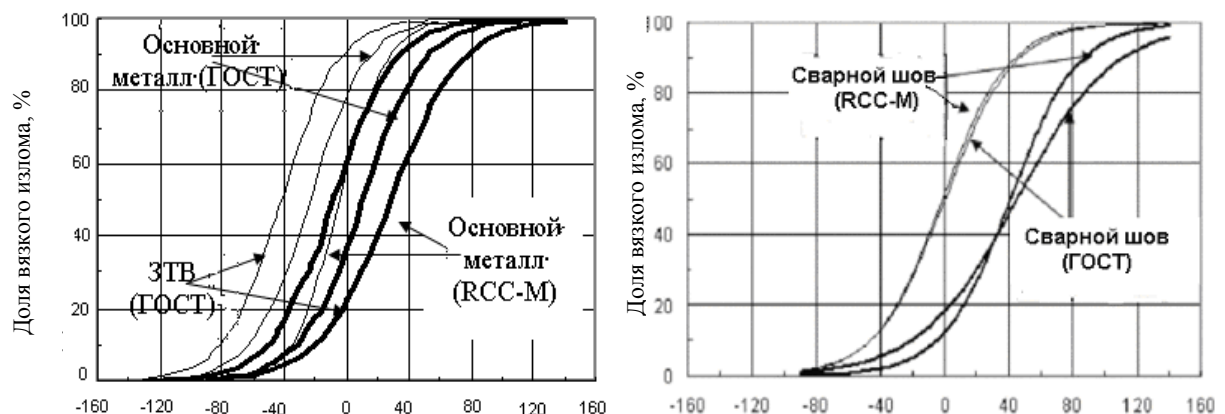 Доля вязкого излома, %
100
80
60
40
20
0
Основной
металл (ГОСТ)
ЗТВ
(ГОСТ)
Основной
металл
(RCC-M)
-160 -120 -80 -40 0 40 80 120 160
Доля вязкого излома, %
100
80
60
40
20
0
Сварной шов
(RCC-M)
Сварной шов
(ГОСТ)
-160 -120 -80 -40 0 40 80 120 160